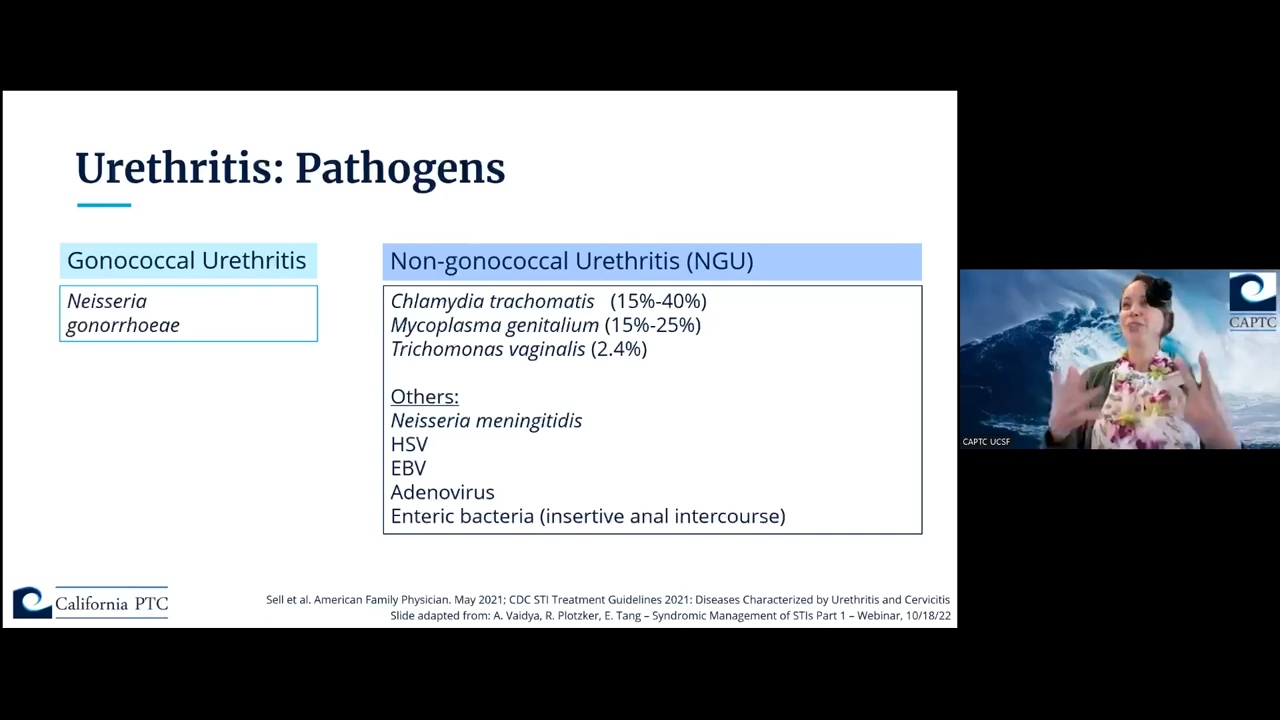 Urethritis: Pathogens
Gonococcal Urethritis
Neisseria
gonorrhoeae
Non-gonococcal Urethritis (NGU)
Chlamydia trachomatis (15%-40%)
Mycoplasma genitalium (15%-25%)
Trichomonas vaginalis (2.4%)
Others:
Neisseria meningitidis
HSV
EBV
Adenovirus
Enteric bacteria (insertive anal intercourse)
California PTC
Sell et al. American Family Physician. May 2021; CDC STI Treatment Guidelines 2021: Diseases Characterized by Urethritis and Cervicitis
Slide adapted from: A. Vaidya, R. Plotzker, E. Tang – Syndromic Management of STIs Part 1 – Webinar, 10/18/22
CAPTC
CAPTC UCSF